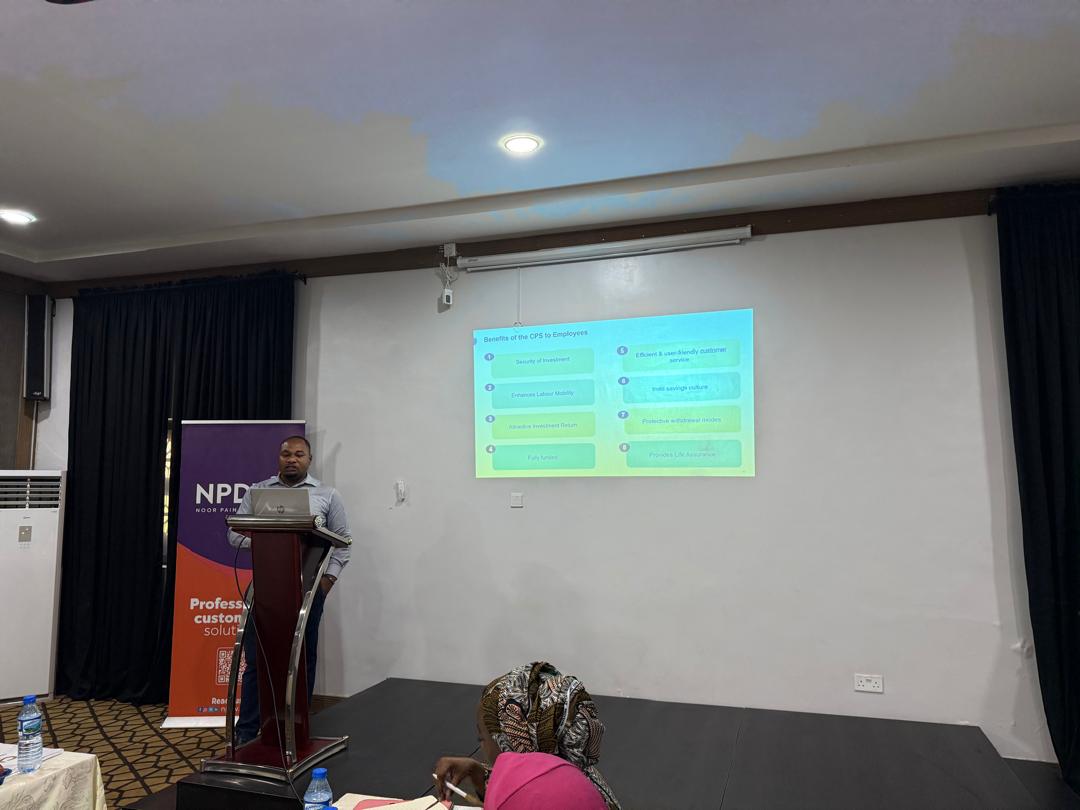 Benefits of the CPS to Employees
1
Security of Investment
2
Enhances Labour Mobility
3
Attractive Investment Return
4
Fully funded
5
Efficient & user-friendly customer
service
6
Instil savings culture
7
Protective withdrawal modes
8
Provides Life Assurance
NPD
NOOR
Profess
custom
solut